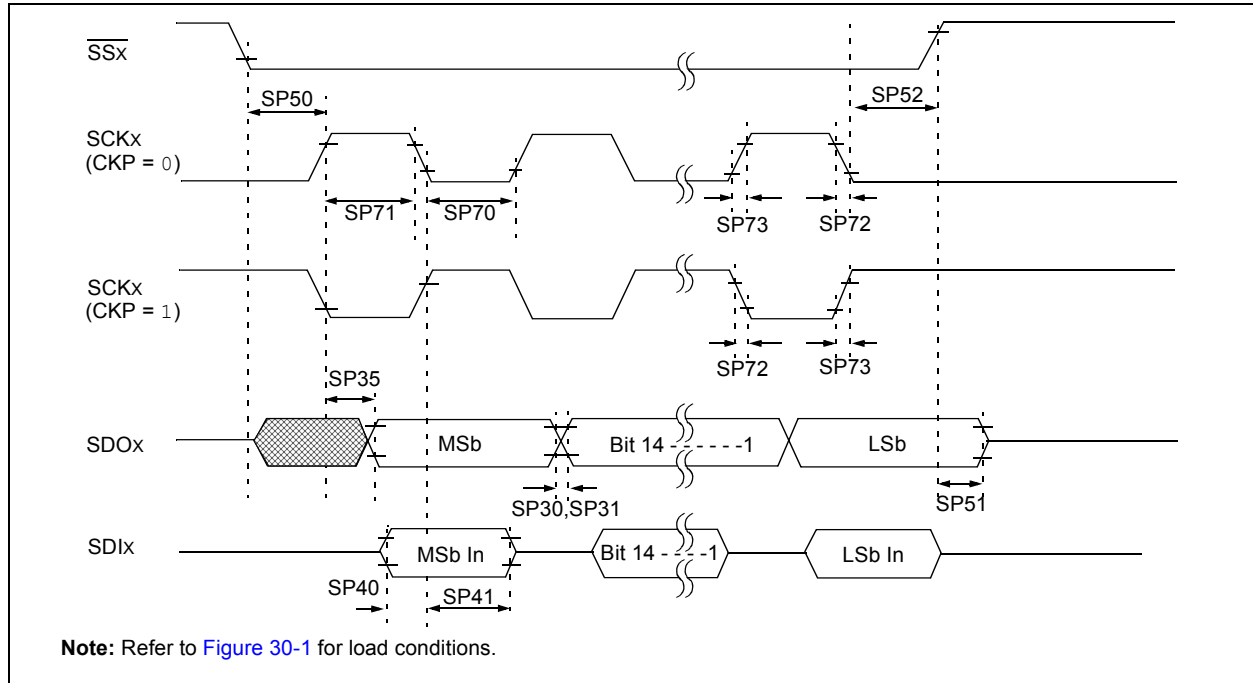 SSx
SP50
SP52
SCKx
(CKP = 0)
SP71
SP70
SP73
SP72
SCKx
(CKP = 1)
SP72
SP73
SP35
SDOx
MSb
Bit 14 - - - - - -1
LSb
SP30,SP31
SP51
SDIx
MSb In
Bit 14 - - - -1
LSb In
SP40
SP41
Note: Refer to Figure 30-1 for load conditions.